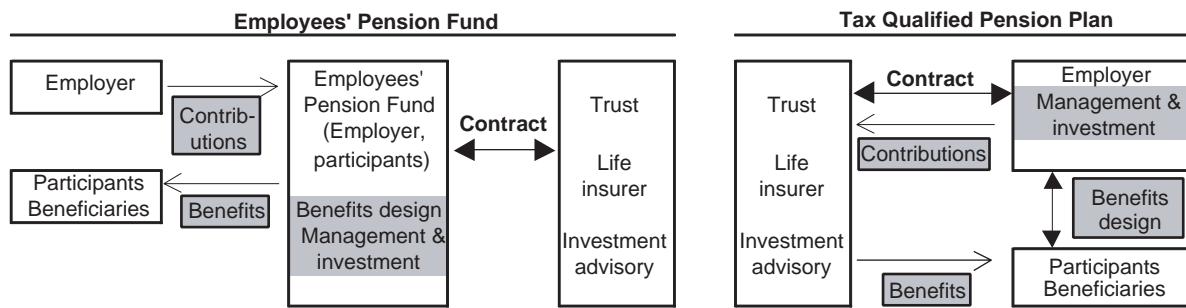 Employees' Pension Fund
Employer
Contrib-
utions
Participants
Beneficiaries
Benefits
Employees'
Pension Fund
(Employer,
participants)
Benefits design
Management &
investment
Contract
Trust
Life
insurer
Investment
advisory
Tax Qualified Pension Plan
Trust
Life
insurer
Investment
advisory
Contract
Contributions
Employer
Management &
investment
Benefits
design
Benefits
Participants
Beneficiaries